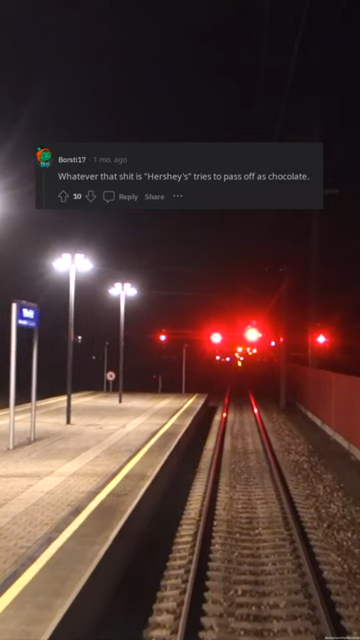 Borsti17 · 1 mo. ago
Whatever that shit is "Hershey's" tries to pass off as chocolate.
10 Reply Share ···